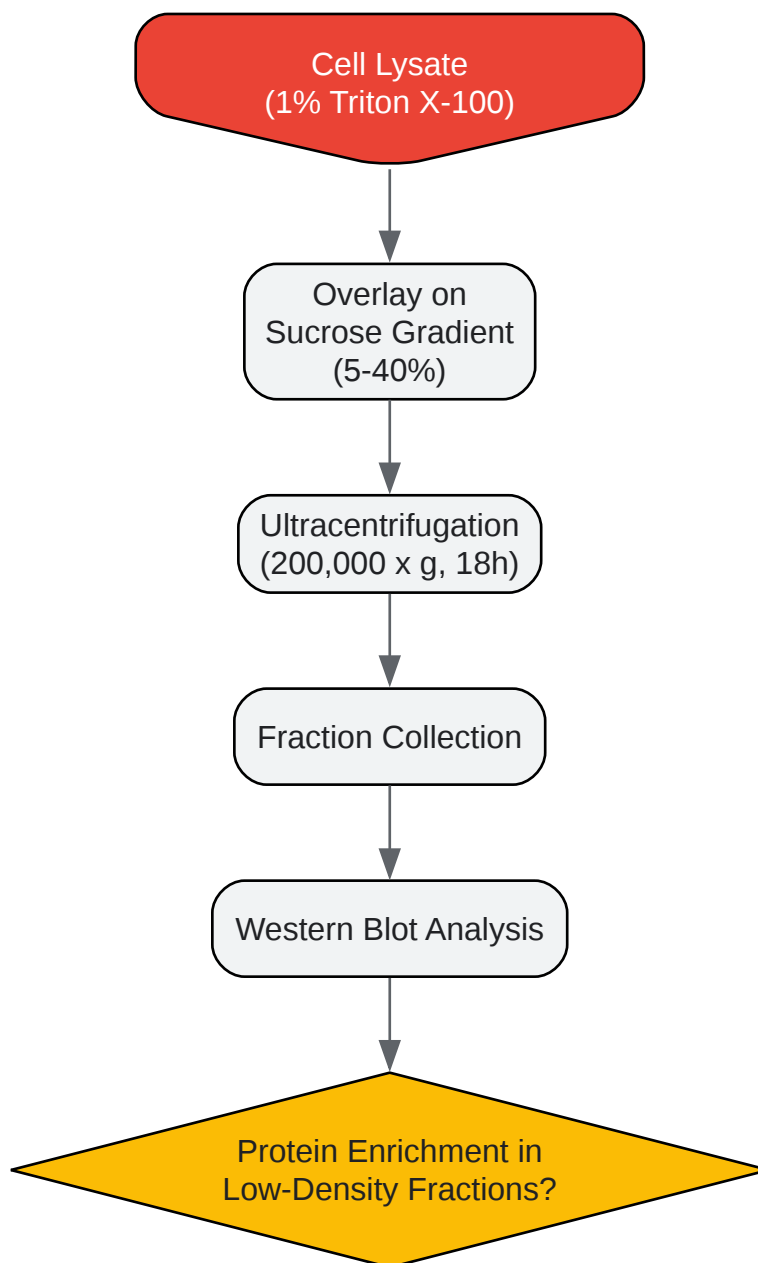 Cell Lysate
(1% Triton X-100)
Overlay on
Sucrose Gradient
(5-40%)
Ultracentrifugation
(200,000 x g, 18h)
Fraction Collection
Western Blot Analysis
Protein Enrichment in
Low-Density Fractions?